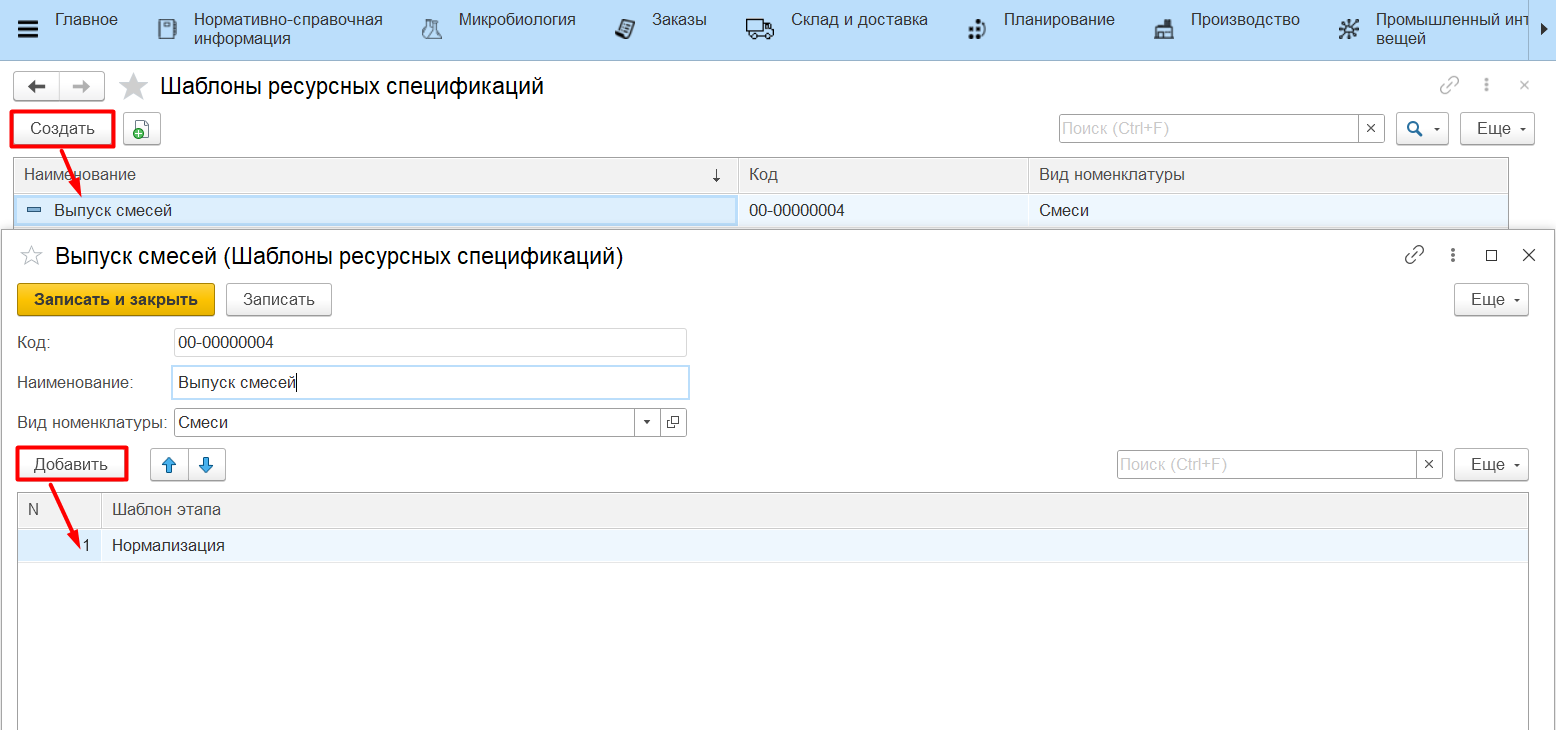 Главное
Нормативно-справочная
информация
Микробиология
Заказы
Склад и доставка
Планирование
Производство
Промышленный инт
вещей
Шаблоны ресурсных спецификаций
Создать
Поиск (Ctrl+F)
Еще
Наименование
Код
Вид номенклатуры
Выпуск смесей
00-00000004
Смеси
Выпуск смесей (Шаблоны ресурсных спецификаций)
Записать и закрыть
Записать
Еще
Код:
00-00000004
Наименование:
Выпуск смесей
Вид номенклатуры:
Смеси
Добавить
Поиск (Ctrl+F)
Еще
N
Шаблон этапа
1
Нормализация